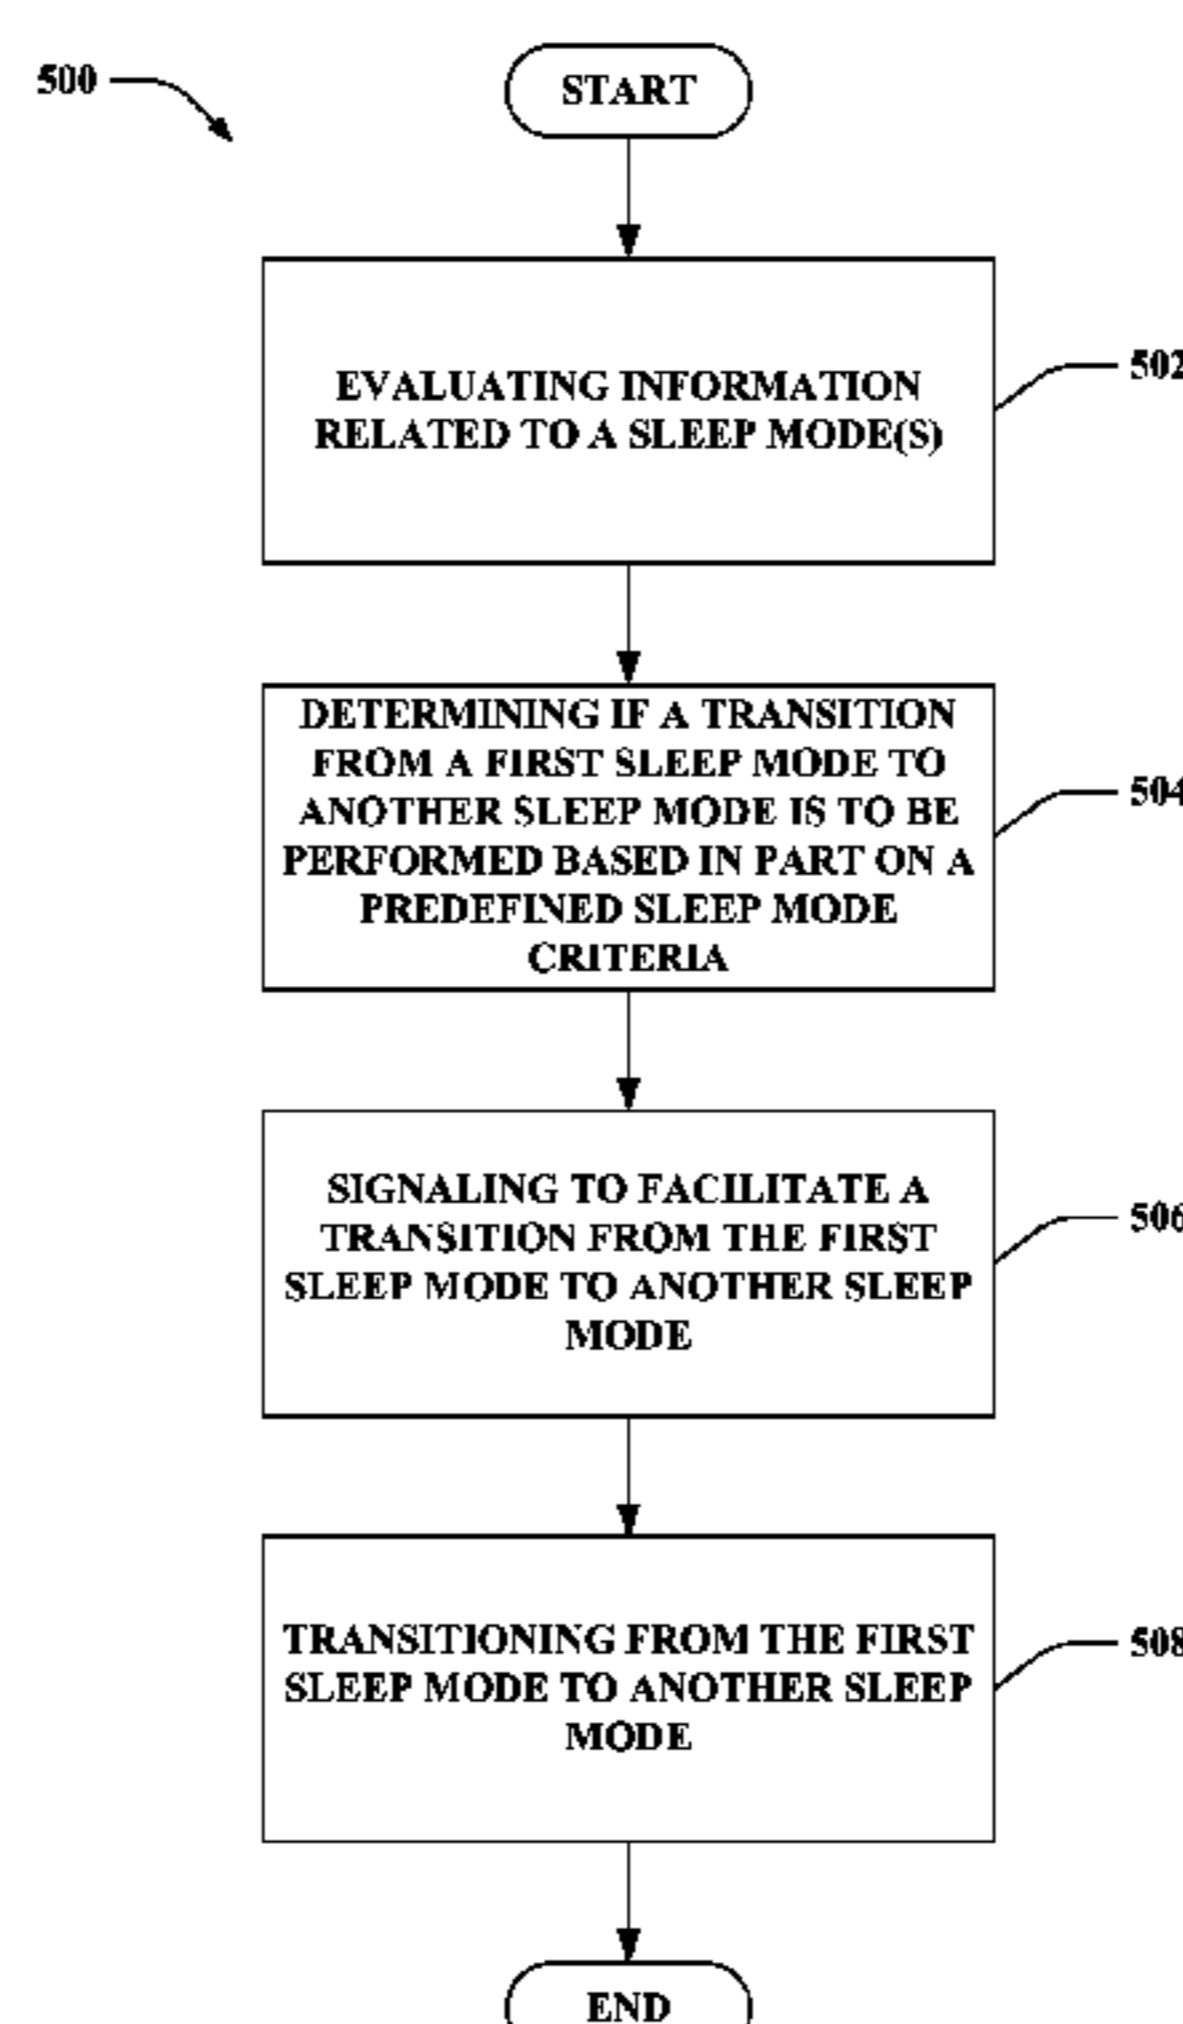 500
START
EVALUATING INFORMATION
RELATED TO A SLEEP MODE(S)
502
DETERMINING IF A TRANSITION
FROM A FIRST SLEEP MODE TO
ANOTHER SLEEP MODE IS TO BE
PERFORMED BASED IN PART ON A
PREDEFINED SLEEP MODE
CRITERIA
504
SIGNALING TO FACILITATE A
TRANSITION FROM THE FIRST
SLEEP MODE TO ANOTHER SLEEP
MODE
506
TRANSITIONING FROM THE FIRST
SLEEP MODE TO ANOTHER SLEEP
MODE
508
END